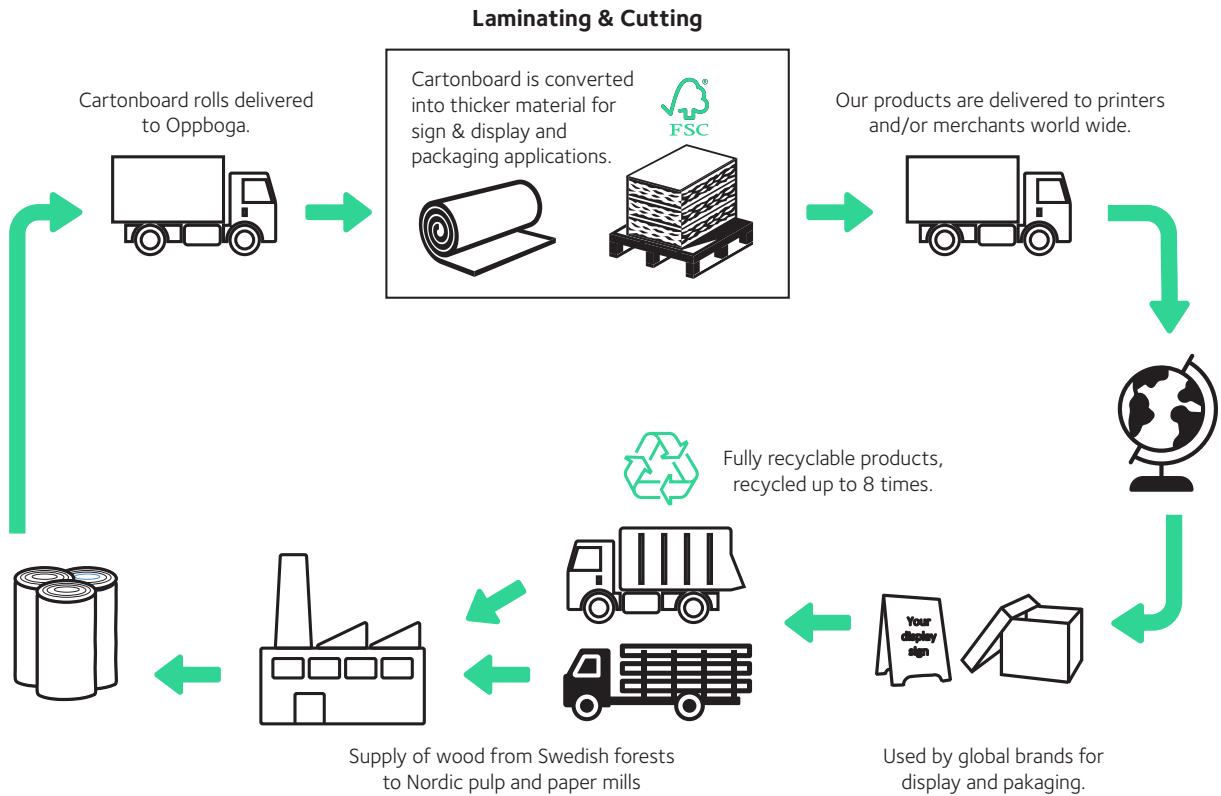 Laminating & Cutting
Cartonboard rolls delivered
to Oppboga.
Cartonboard is converted
into thicker material for
sign & display and
packaging applications.
®
FSC
Our products are delivered to printers
and/or merchants world wide.
Fully recyclable products,
recycled up to 8 times.
Your
display
sign
Supply of wood from Swedish forests
to Nordic pulp and paper mills
Used by global brands for
display and pakaging.